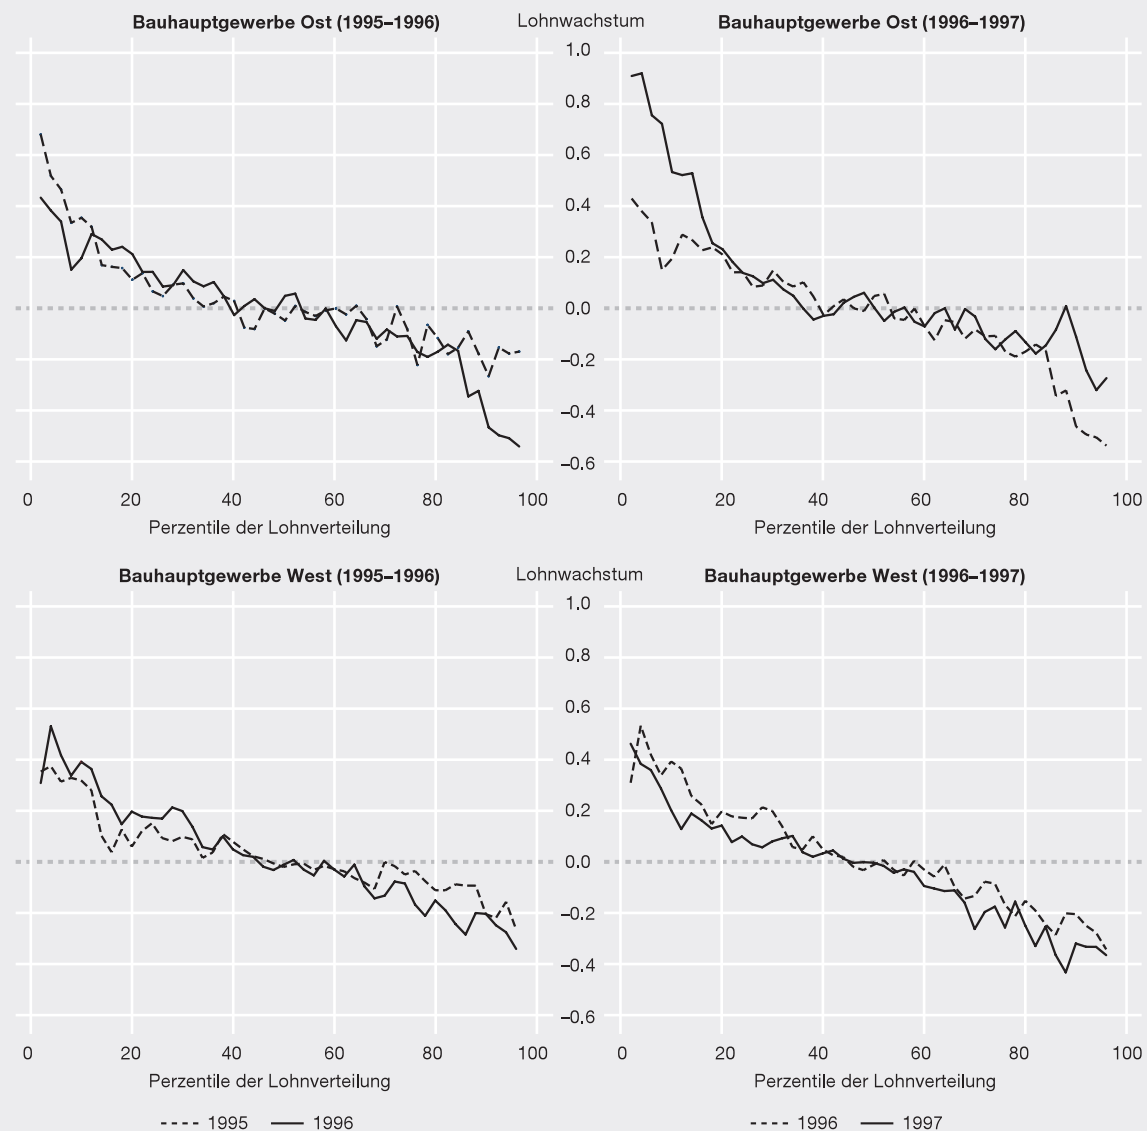 Bauhauptgewerbe Ost (1995–1996)
Lohnwachstum
Bauhauptgewerbe Ost (1996–1997)
1.0
0.8
0.6
0.4
0.2
0.0
–0.2
–0.4
–0.6
0 20 40 60 80 100
0 20 40 60 80 100
Perzentile der Lohnverteilung
Perzentile der Lohnverteilung
Bauhauptgewerbe West (1995–1996)
Lohnwachstum
Bauhauptgewerbe West (1996–1997)
1.0
0.8
0.6
0.4
0.2
0.0
–0.2
–0.4
–0.6
0 20 40 60 80 100
0 20 40 60 80 100
Perzentile der Lohnverteilung
Perzentile der Lohnverteilung
1995 1996
1996 1997